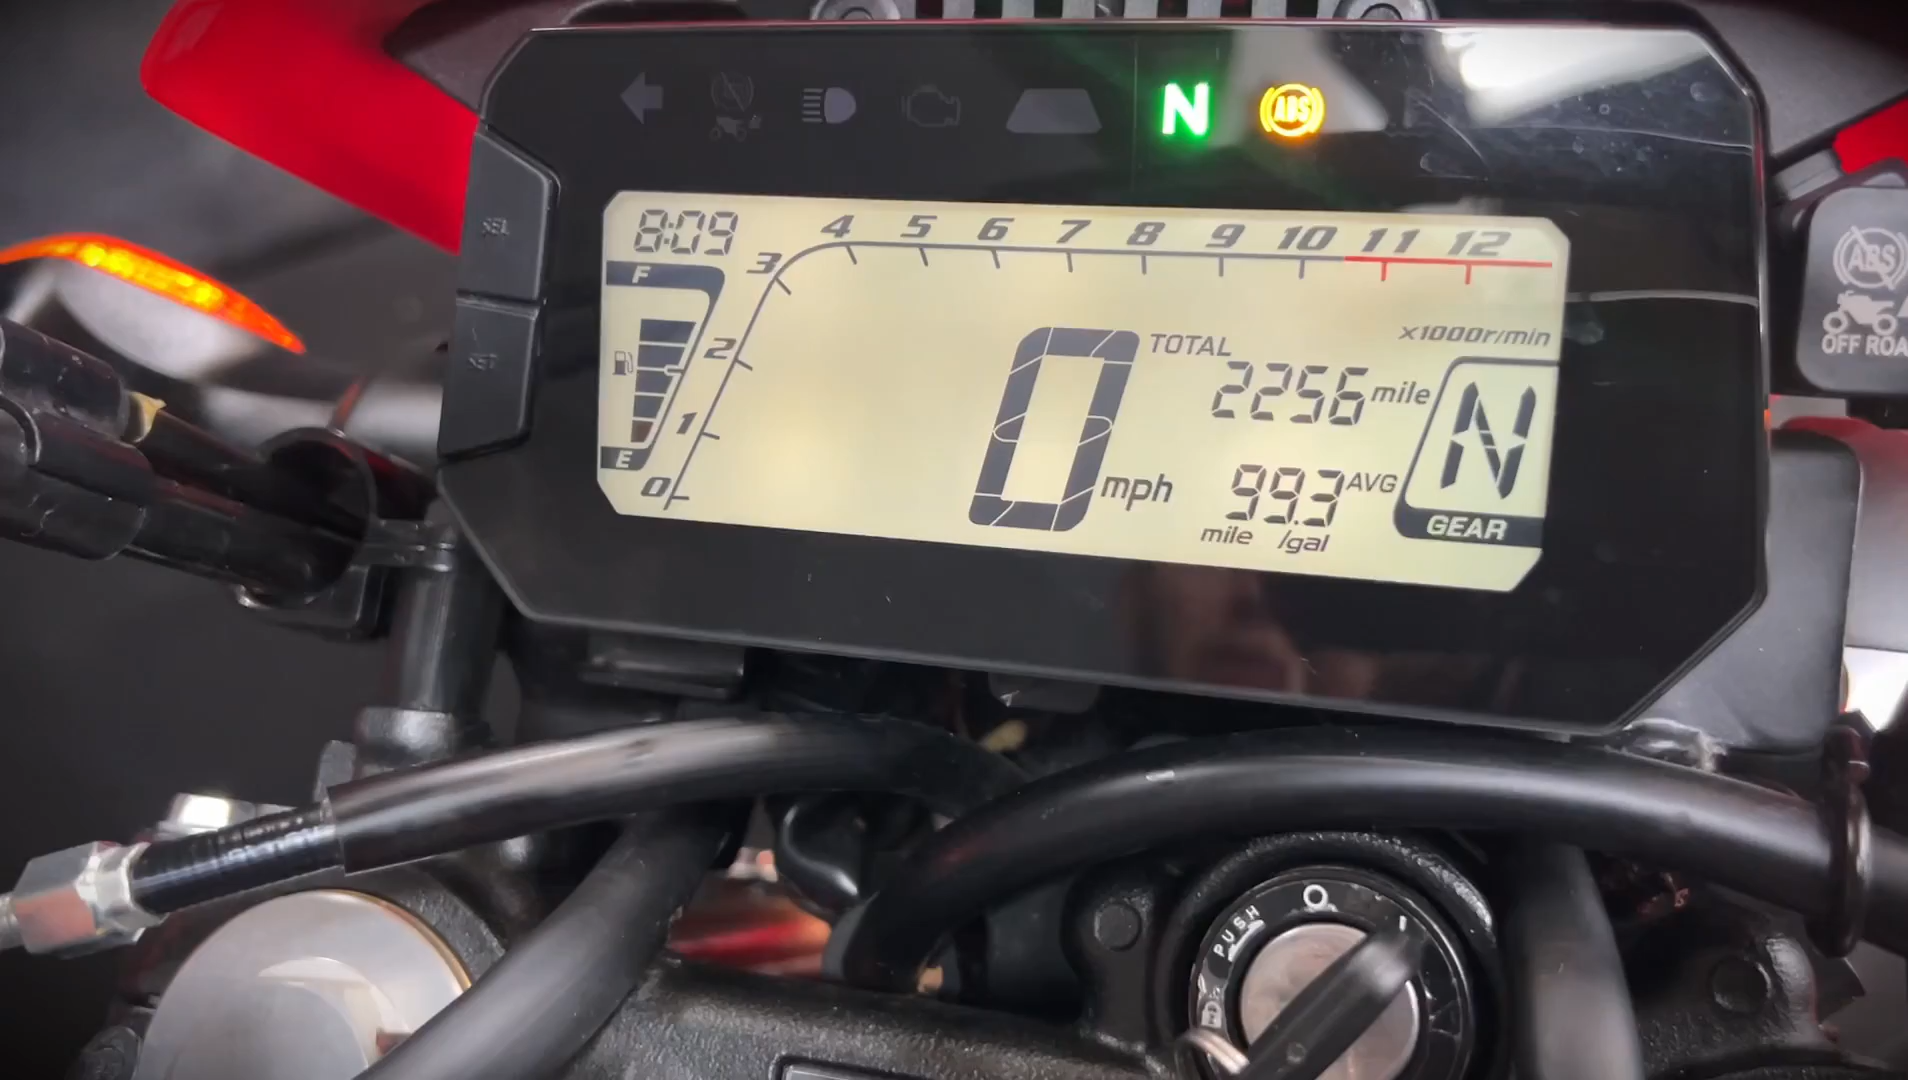 N ABS
SEL
SET
8:09
F
E
0 1 2 3 4 5 6 7 8 9 10 11 12
x1000r/min
0 mph
TOTAL
2256 mile
99.3 AVG
mile /gal
N
GEAR
ABS
OFF ROA
PUSH